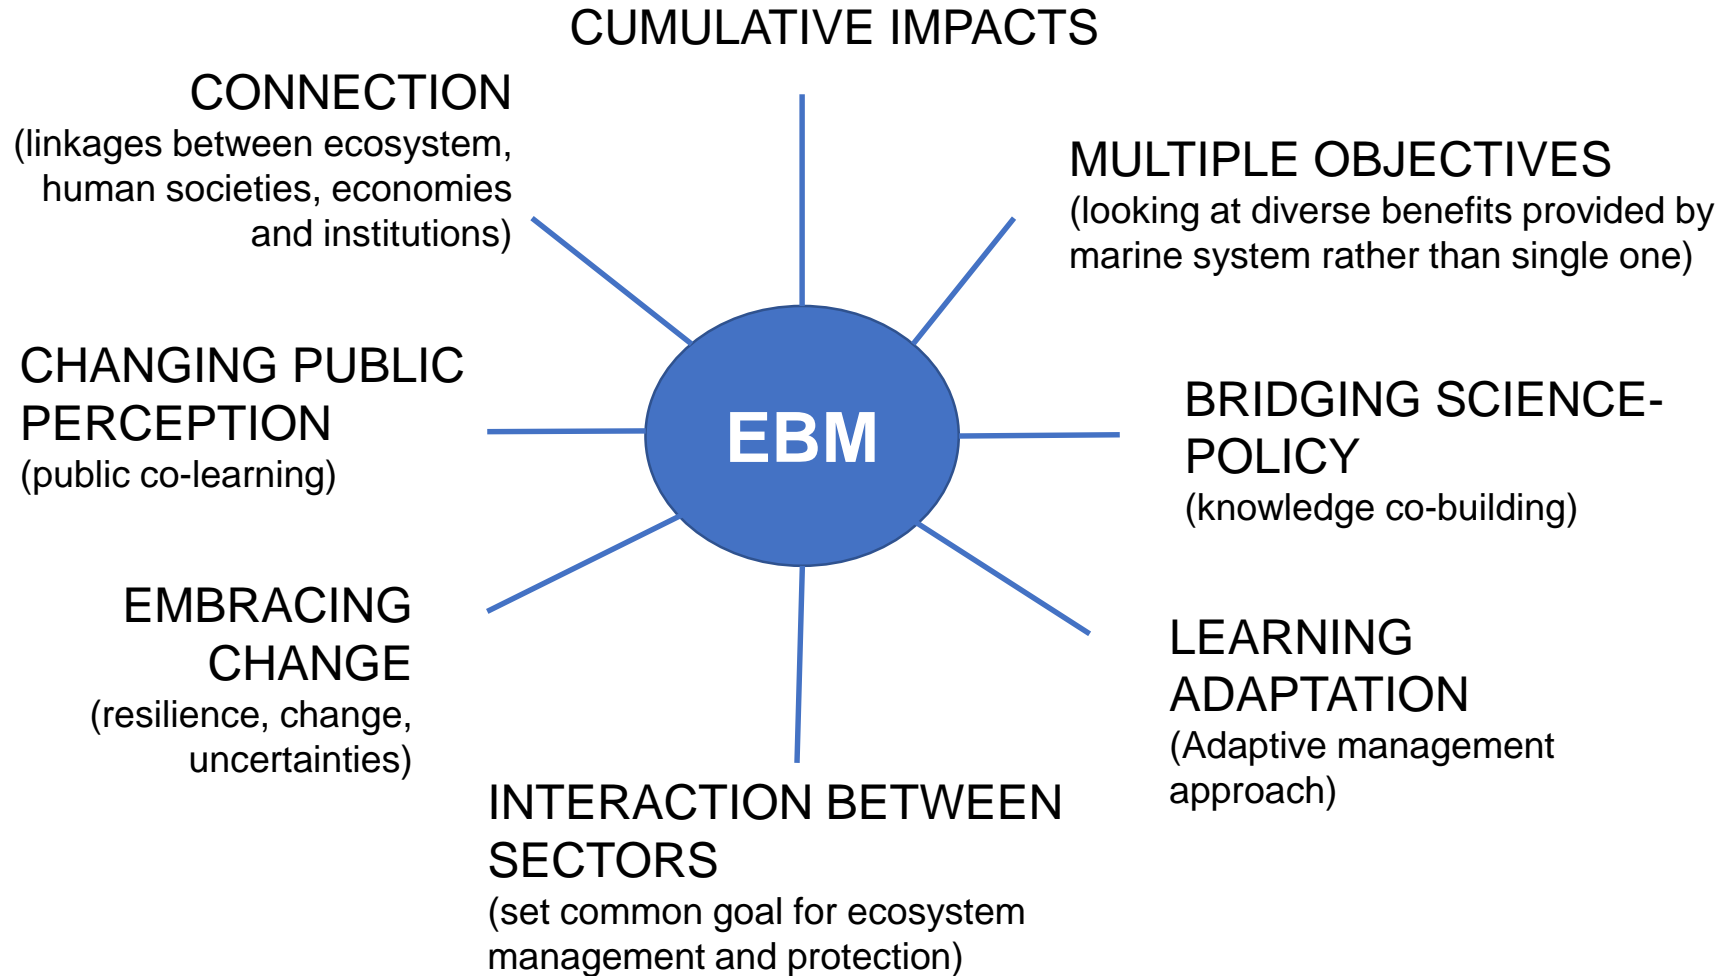 CUMULATIVE IMPACTS
CONNECTION
(linkages between ecosystem,
human societies, economies
and institutions)
MULTIPLE OBJECTIVES
(looking at diverse benefits provided by
marine system rather than single one)
CHANGING PUBLIC
PERCEPTION
(public co-learning)
EBM
BRIDGING SCIENCE-
POLICY
(knowledge co-building)
EMBRACING
CHANGE
(resilience, change,
uncertainties)
LEARNING
ADAPTATION
(Adaptive management
approach)
INTERACTION BETWEEN
SECTORS
(set common goal for ecosystem
management and protection)